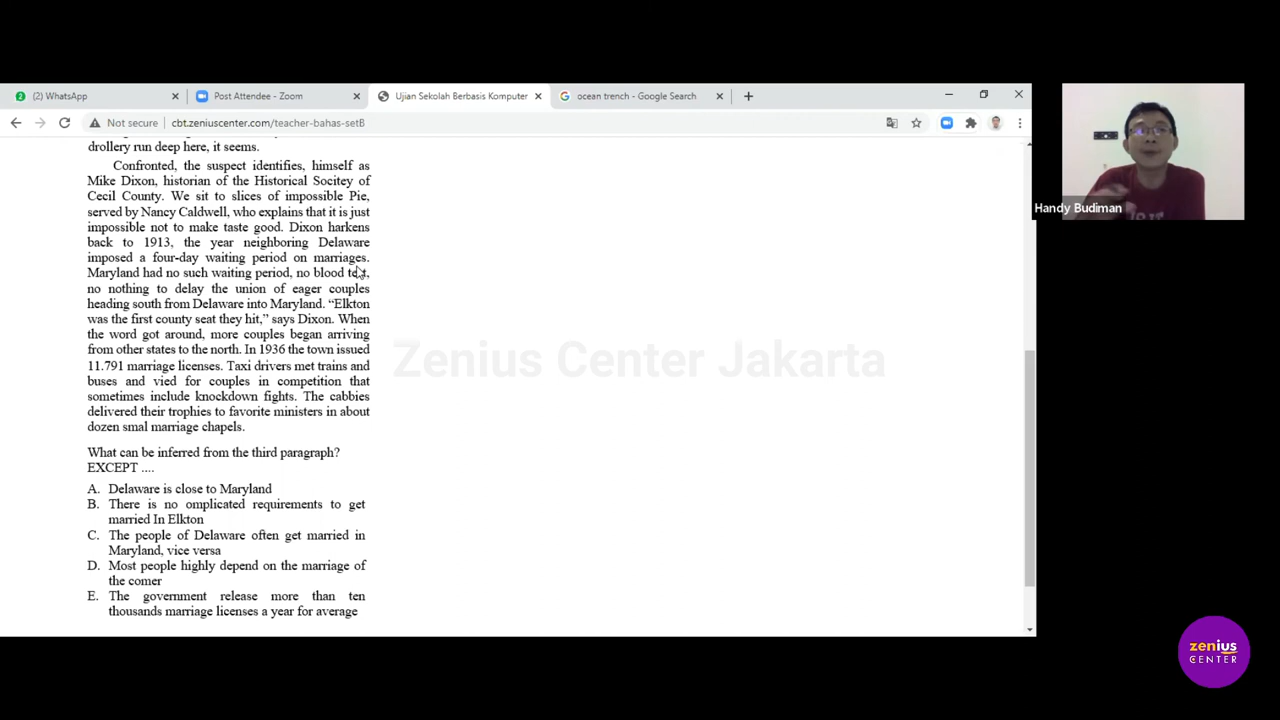 (2) WhatsApp
Post Attendee - Zoom
Ujian Sekolah Berbasis Komputer
ocean trench - Google Search
Not secure
cbt.zeniuscenter.com/teacher-bahas-setB
drollery run deep here, it seems.
Confronted, the suspect identifies, himself as
Mike Dixon, historian of the Historical Socitey of
Cecil County. We sit to slices of impossible Pie,
served by Nancy Caldwell, who explains that it is just
impossible not to make taste good. Dixon harkens
back to 1913, the year neighboring Delaware
imposed a four-day waiting period on marriages.
Maryland had no such waiting period, no blood test,
no nothing to delay the union of eager couples
heading south from Delaware into Maryland. “Elkton
was the first county seat they hit,” says Dixon. When
the word got around, more couples began arriving
from other states to the north. In 1936 the town issued
11.791 marriage licenses. Taxi drivers met trains and
buses and vied for couples in competition that
sometimes include knockdown fights. The cabbies
delivered their trophies to favorite ministers in about
dozen smal marriage chapels.
What can be inferred from the third paragraph?
EXCEPT ....
A. Delaware is close to Maryland
B. There is no omplicated requirements to get
married In Elkton
C. The people of Delaware often get married in
Maryland, vice versa
D. Most people highly depend on the marriage of
the comer
E. The government release more than ten
thousands marriage licenses a year for average
Zenius Center Jakarta
Handy Budiman
zenius
CENTER